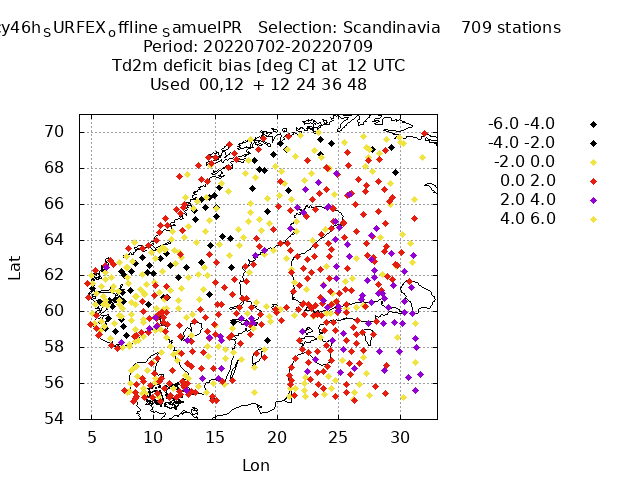 cy46h_SURFEX_offline_SamuelPR Selection: Scandinavia 709 stations
Period: 20220702-20220709
Td2m deficit bias [deg C] at 12 UTC
Used 00,12 + 12 24 36 48
-6.0 -4.0
-4.0 -2.0
-2.0 0.0
0.0 2.0
2.0 4.0
4.0 6.0
70
68
66
64
62
60
58
56
54
Lat
5 10 15 20 25 30
Lon